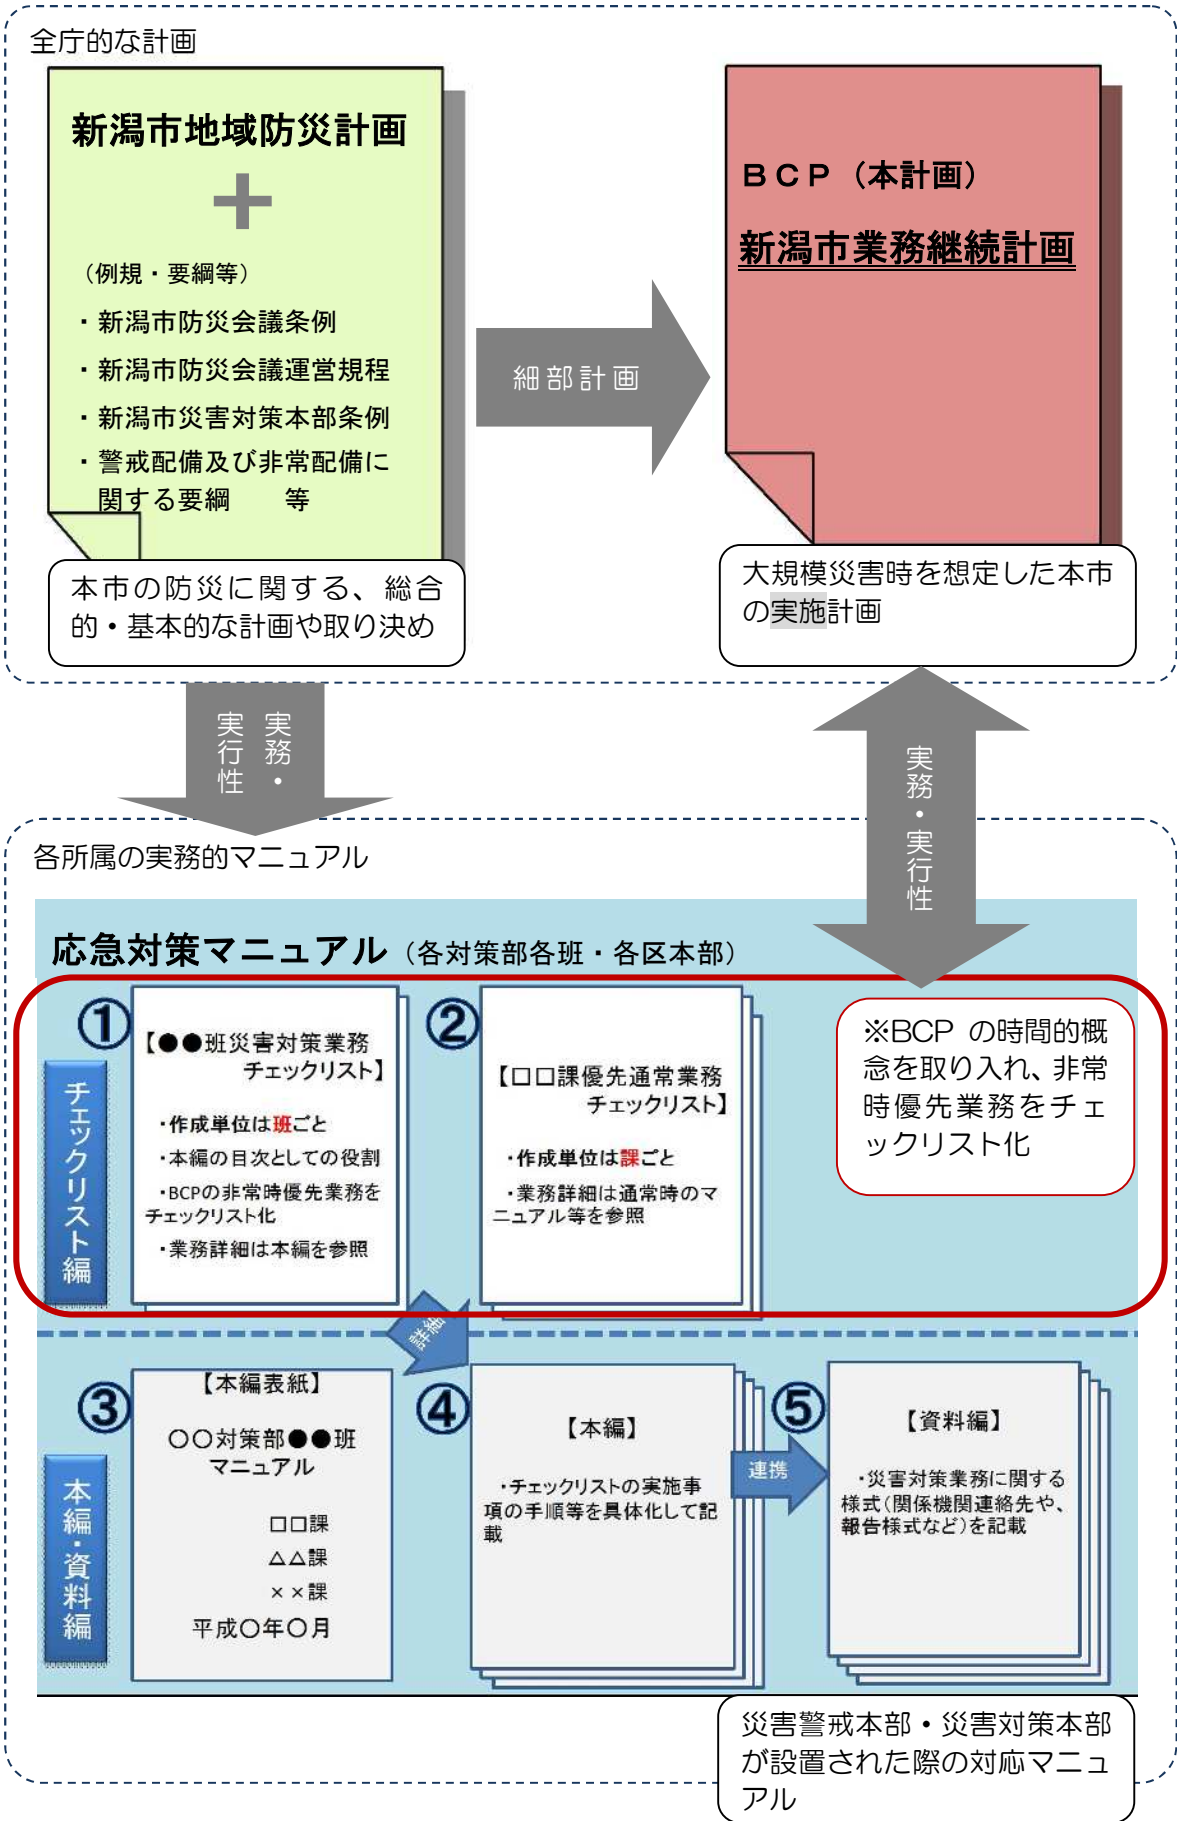 全庁的な計画
新潟市地域防災計画
＋
（例規・要綱等）
・新潟市防災会議条例
・新潟市防災会議運営規程
・新潟市災害対策本部条例
・警戒配備及び非常配備に
関する要綱　　等
本市の防災に関する、総合
的・基本的な計画や取り決め
細部計画
ＢＣＰ（本計画）
新潟市業務継続計画
大規模災害時を想定した本市
の実施計画
実務・
実行性
実務・実行性
各所属の実務的マニュアル
応急対策マニュアル（各対策部各班・各区本部）
チェックリスト編
①
【●●班災害対策業務
チェックリスト】
・作成単位は班ごと
・本編の目次としての役割
・BCPの非常時優先業務を
チェックリスト化
・業務詳細は本編を参照
②
【□□課優先通常業務
チェックリスト】
・作成単位は課ごと
・業務詳細は通常時のマ
ニュアル等を参照
※BCP の時間的概
念を取り入れ、非常
時優先業務をチェ
ックリスト化
本編・資料編
③
【本編表紙】
〇〇対策部●●班
マニュアル
□□課
△△課
××課
平成〇年〇月
④
【本編】
・チェックリストの実施事
項の手順等を具体化して記
載
連携
⑤
【資料編】
・災害対策業務に関する
様式（関係機関連絡先や、
報告様式など）を記載
災害警戒本部・災害対策本部
が設置された際の対応マニュ
アル